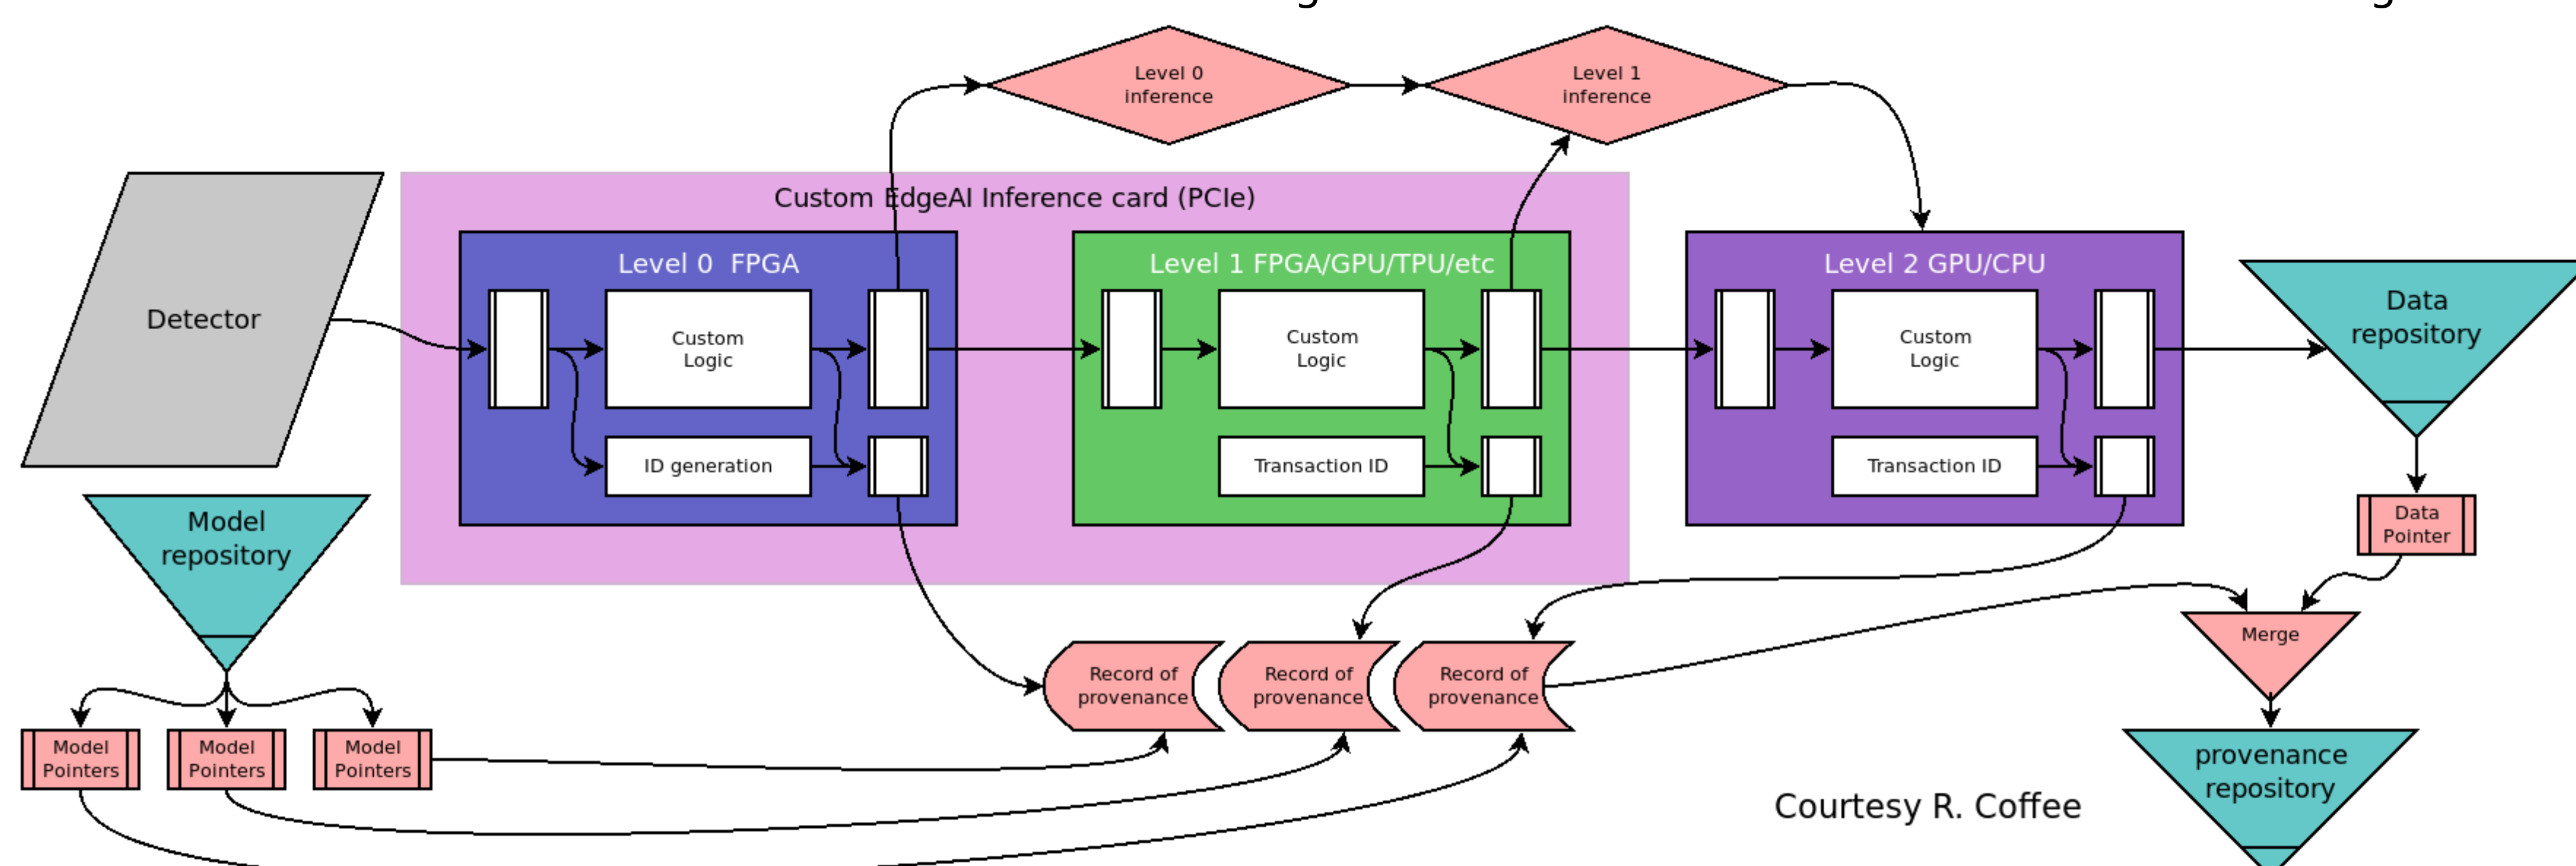 Level 0
inference
Level 1
inference
Custom EdgeAI Inference card (PCIe)
Detector
Level 0  FPGA
Custom
Logic
ID generation
Level 1 FPGA/GPU/TPU/etc
Custom
Logic
Transaction ID
Level 2 GPU/CPU
Custom
Logic
Transaction ID
Data
repository
Data
Pointer
Model
repository
Model
Pointers
Model
Pointers
Model
Pointers
Record of
provenance
Record of
provenance
Record of
provenance
Merge
provenance
repository
Courtesy R. Coffee